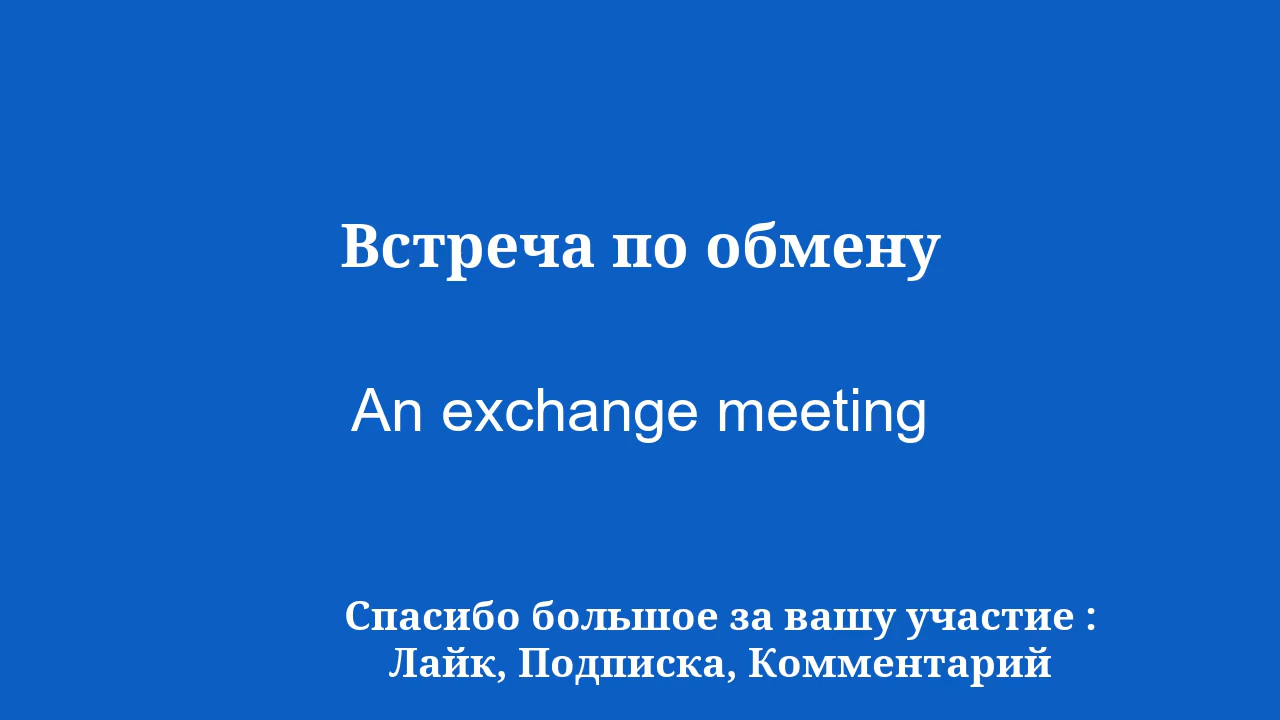 Встреча по обмену
An exchange meeting
Спасибо большое за вашу участие :
Лайк, Подписка, Комментарий